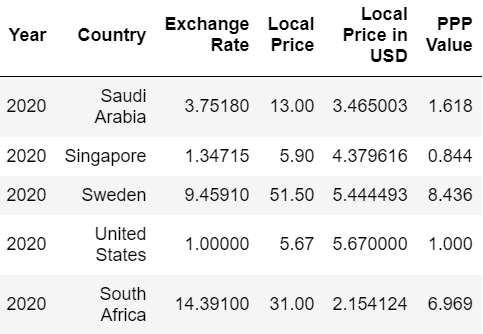 Year Country Exchange Rate Local Price Local Price in USD PPP Value
2020 Saudi Arabia 3.75180 13.00 3.465003 1.618
2020 Singapore 1.34715 5.90 4.379616 0.844
2020 Sweden 9.45910 51.50 5.444493 8.436
2020 United States 1.00000 5.67 5.670000 1.000
2020 South Africa 14.39100 31.00 2.154124 6.969